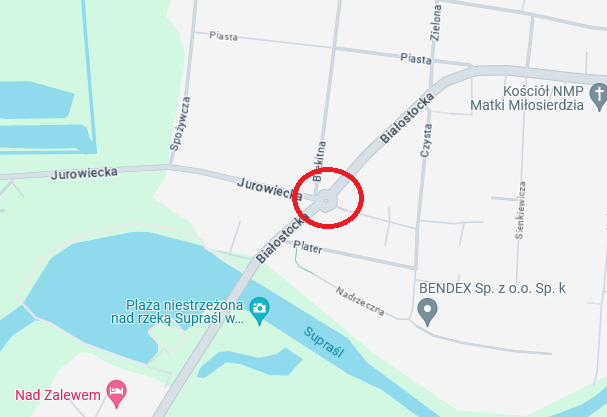 Zielona
Piasta
Piasta
Białostocka
Kościół NMP
Matki Miłosierdzia
Spożywcza
Czysta
Błękitna
Jurowiecka
Jurowiecka
Sienkiewicza
Białostocka
Plater
BENDEX Sp. z o.o. Sp. k
Nadrzeczna
Plaża niestrzeżona
nad rzeką Supraśl w...
Supraśl
Nad Zalewem